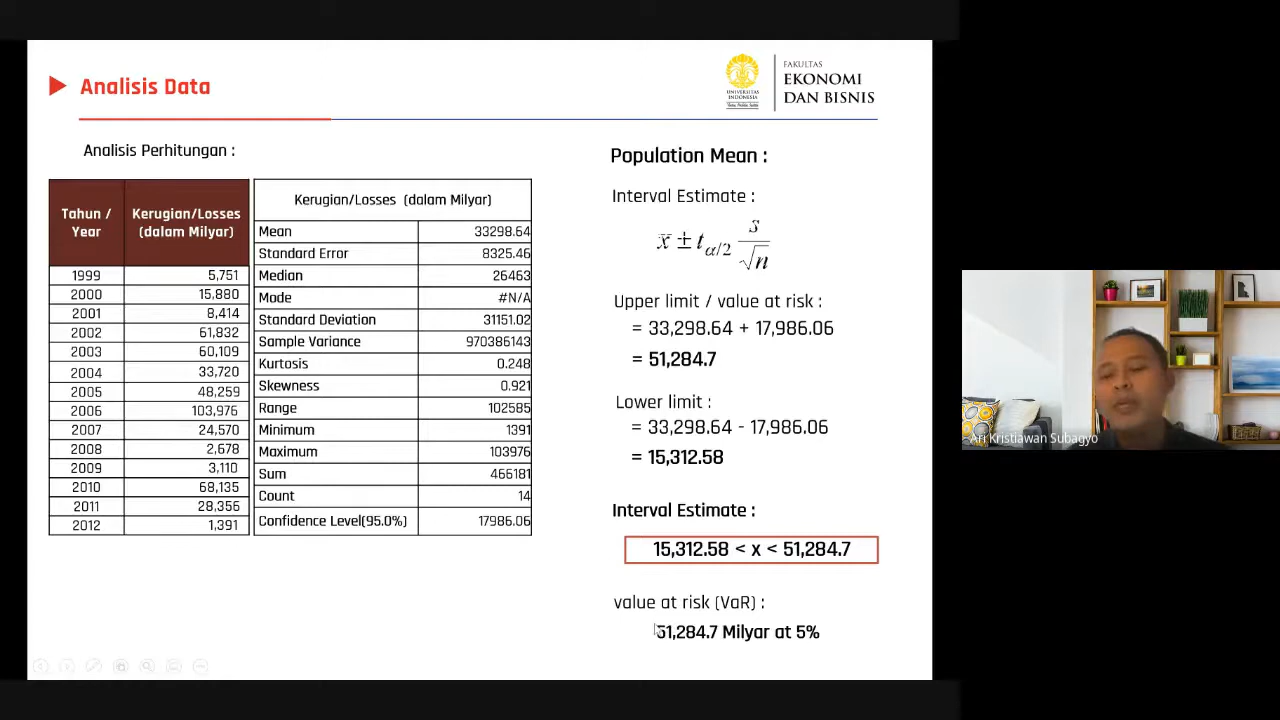 Analisis Data
UNIVERSITAS
INDONESIA
FAKULTAS
EKONOMI
DAN BISNIS
Analisis Perhitungan :
Tahun / Year Kerugian/Losses (dalam Milyar)
1999 5,751
2000 15,880
2001 8,414
2002 61,832
2003 60,109
2004 33,720
2005 48,259
2006 103,976
2007 24,570
2008 2,678
2009 3,110
2010 68,135
2011 28,356
2012 1,391
Kerugian/Losses (dalam Milyar)
Mean 33298.64
Standard Error 8325.46
Median 26463
Mode #N/A
Standard Deviation 31151.02
Sample Variance 970386143
Kurtosis 0.248
Skewness 0.921
Range 102585
Minimum 1391
Maximum 103976
Sum 466181
Count 14
Confidence Level(95.0%) 17986.06
Population Mean :
Interval Estimate :
x̄ ± t α/2 s/√n
Upper limit / value at risk :
= 33,298.64 + 17,986.06
= 51,284.7
Lower limit :
= 33,298.64 - 17,986.06
= 15,312.58
Interval Estimate :
15,312.58 < x < 51,284.7
value at risk (VaR) :
51,284.7 Milyar at 5%
Ari Kristiawan Subagyo